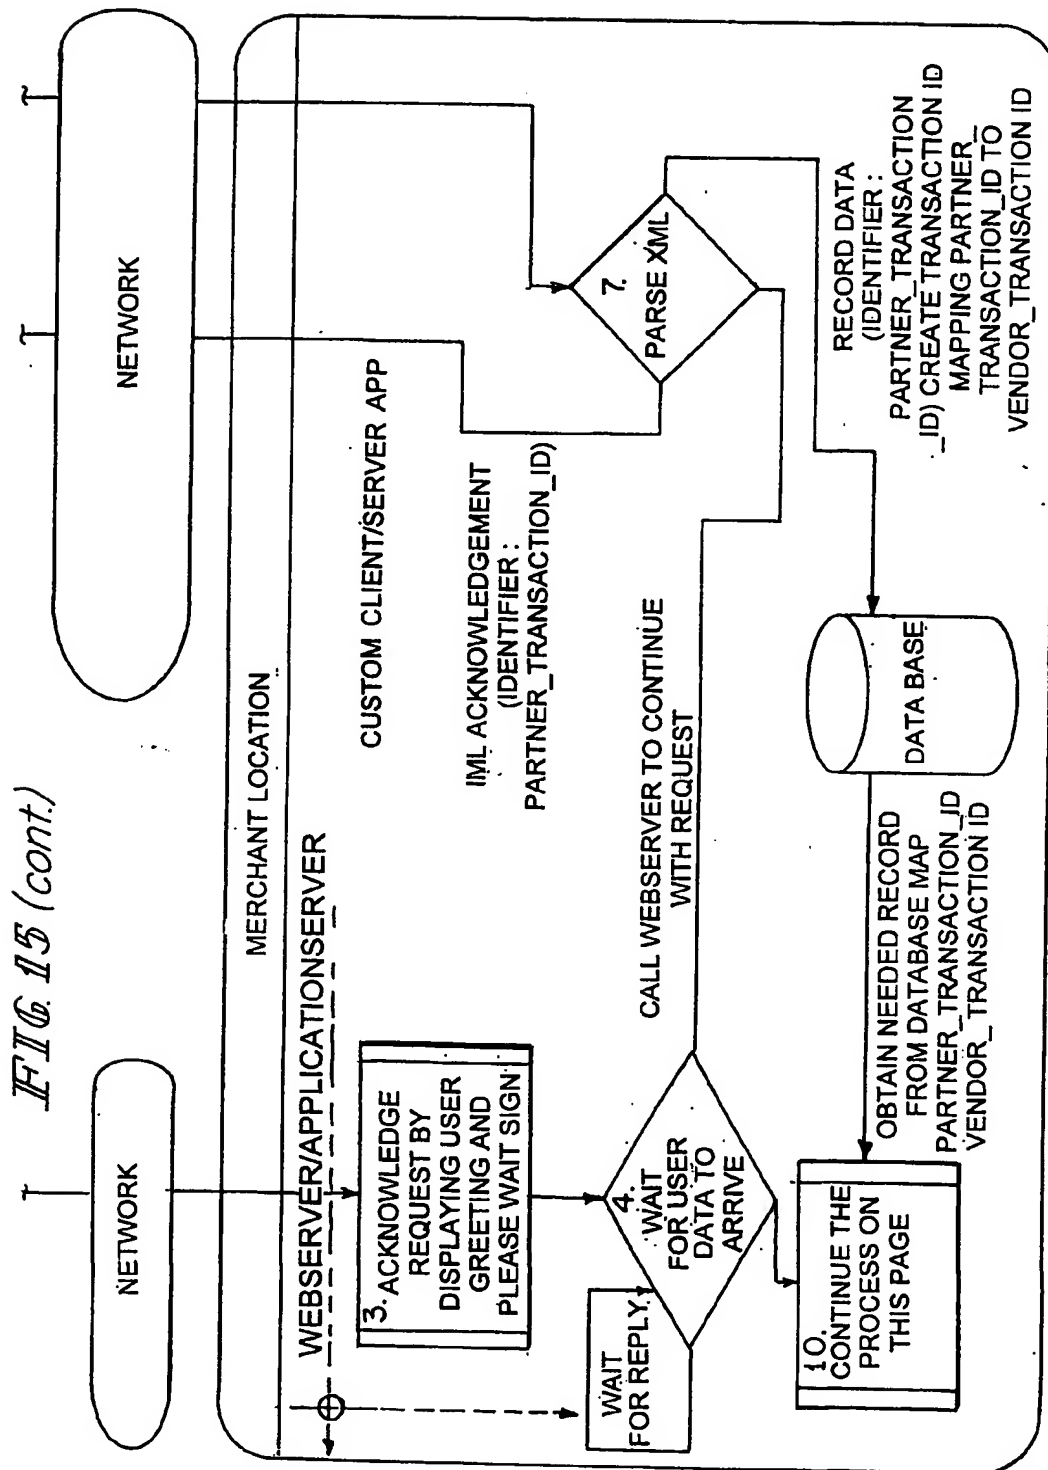 FIG. 15 (cont.)
NETWORK
NETWORK
MERCHANT LOCATION
WEBSERVER/APPLICATIONSERVER
CUSTOM CLIENT/SERVER APP
3. ACKNOWLEDGE
REQUEST BY
DISPLAYING USER
GREETING AND
PLEASE WAIT SIGN
IML ACKNOWLEDGEMENT
(IDENTIFIER :
PARTNER_TRANSACTION_ID)
7.
PARSE XML
WAIT
FOR REPLY
4.
WAIT
FOR USER
DATA TO
ARRIVE
CALL WEBSERVER TO CONTINUE
WITH REQUEST
RECORD DATA
(IDENTIFIER :
PARTNER_TRANSACTION
_ID) CREATE TRANSACTION ID
MAPPING PARTNER_
TRANSACTION_ID TO
VENDOR_TRANSACTION ID
10.
CONTINUE THE
PROCESS ON
THIS PAGE
OBTAIN NEEDED RECORD
FROM DATABASE MAP
PARTNER_TRANSACTION_ID
VENDOR_TRANSACTION ID
DATA BASE